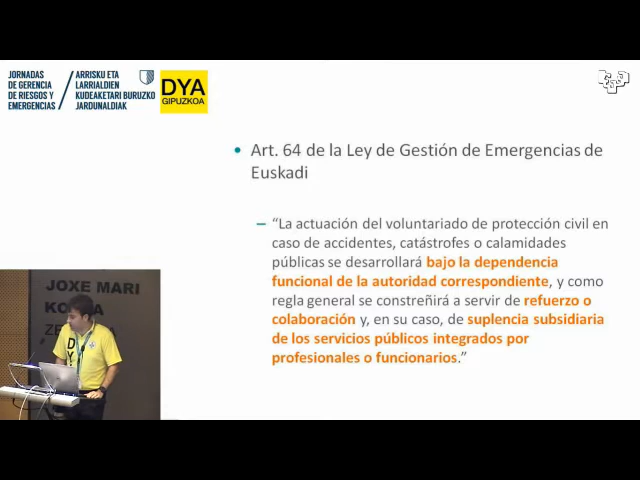 JORNADAS
DE GERENCIA
DE RIESGOS Y
EMERGENCIAS
ARRISKU ETA
LARRIALDIEN
KUDEAKETARI BURUZKO
JARDUNALDIAK
DYA
GIPUZKOA
• Art. 64 de la Ley de Gestión de Emergencias de
Euskadi
– “La actuación del voluntariado de protección civil en
caso de accidentes, catástrofes o calamidades
públicas se desarrollará bajo la dependencia
funcional de la autoridad correspondiente, y como
regla general se constreñirá a servir de refuerzo o
colaboración y, en su caso, de suplencia subsidiaria
de los servicios públicos integrados por
profesionales o funcionarios.”
JOXE MARI